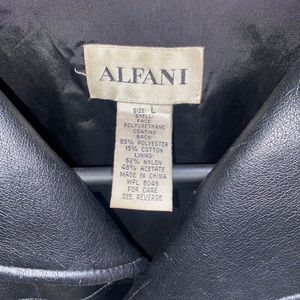 ALFANI
SIZE: L
SHELL:
FACE:
POLYURETHANE
COATING
BACK:
85% POLYESTER
15% COTTON
LINING:
52% NYLON
48% ACETATE
MADE IN CHINA
WPL 8046
FOR CARE
SEE REVERSE